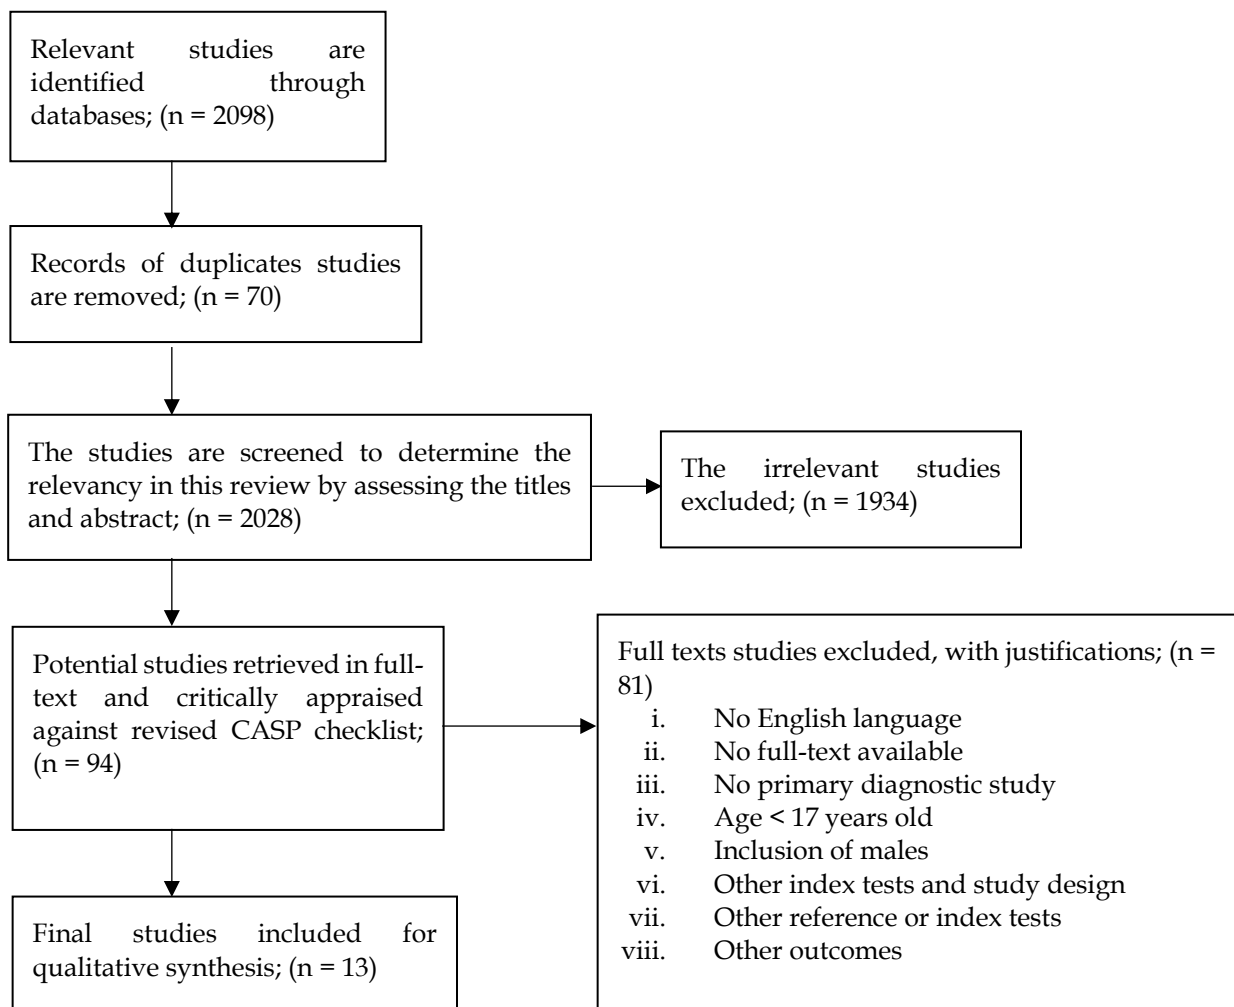 Relevant studies are
identified through
databases; (n = 2098)
Records of duplicates studies
are removed; (n = 70)
The studies are screened to determine the
relevancy in this review by assessing the titles
and abstract; (n = 2028)
The irrelevant studies
excluded; (n = 1934)
Potential studies retrieved in full-
text and critically appraised
against revised CASP checklist;
(n = 94)
Full texts studies excluded, with justifications; (n =
81)
i. No English language
ii. No full-text available
iii. No primary diagnostic study
iv. Age < 17 years old
v. Inclusion of males
vi. Other index tests and study design
vii. Other reference or index tests
viii. Other outcomes
Final studies included for
qualitative synthesis; (n = 13)